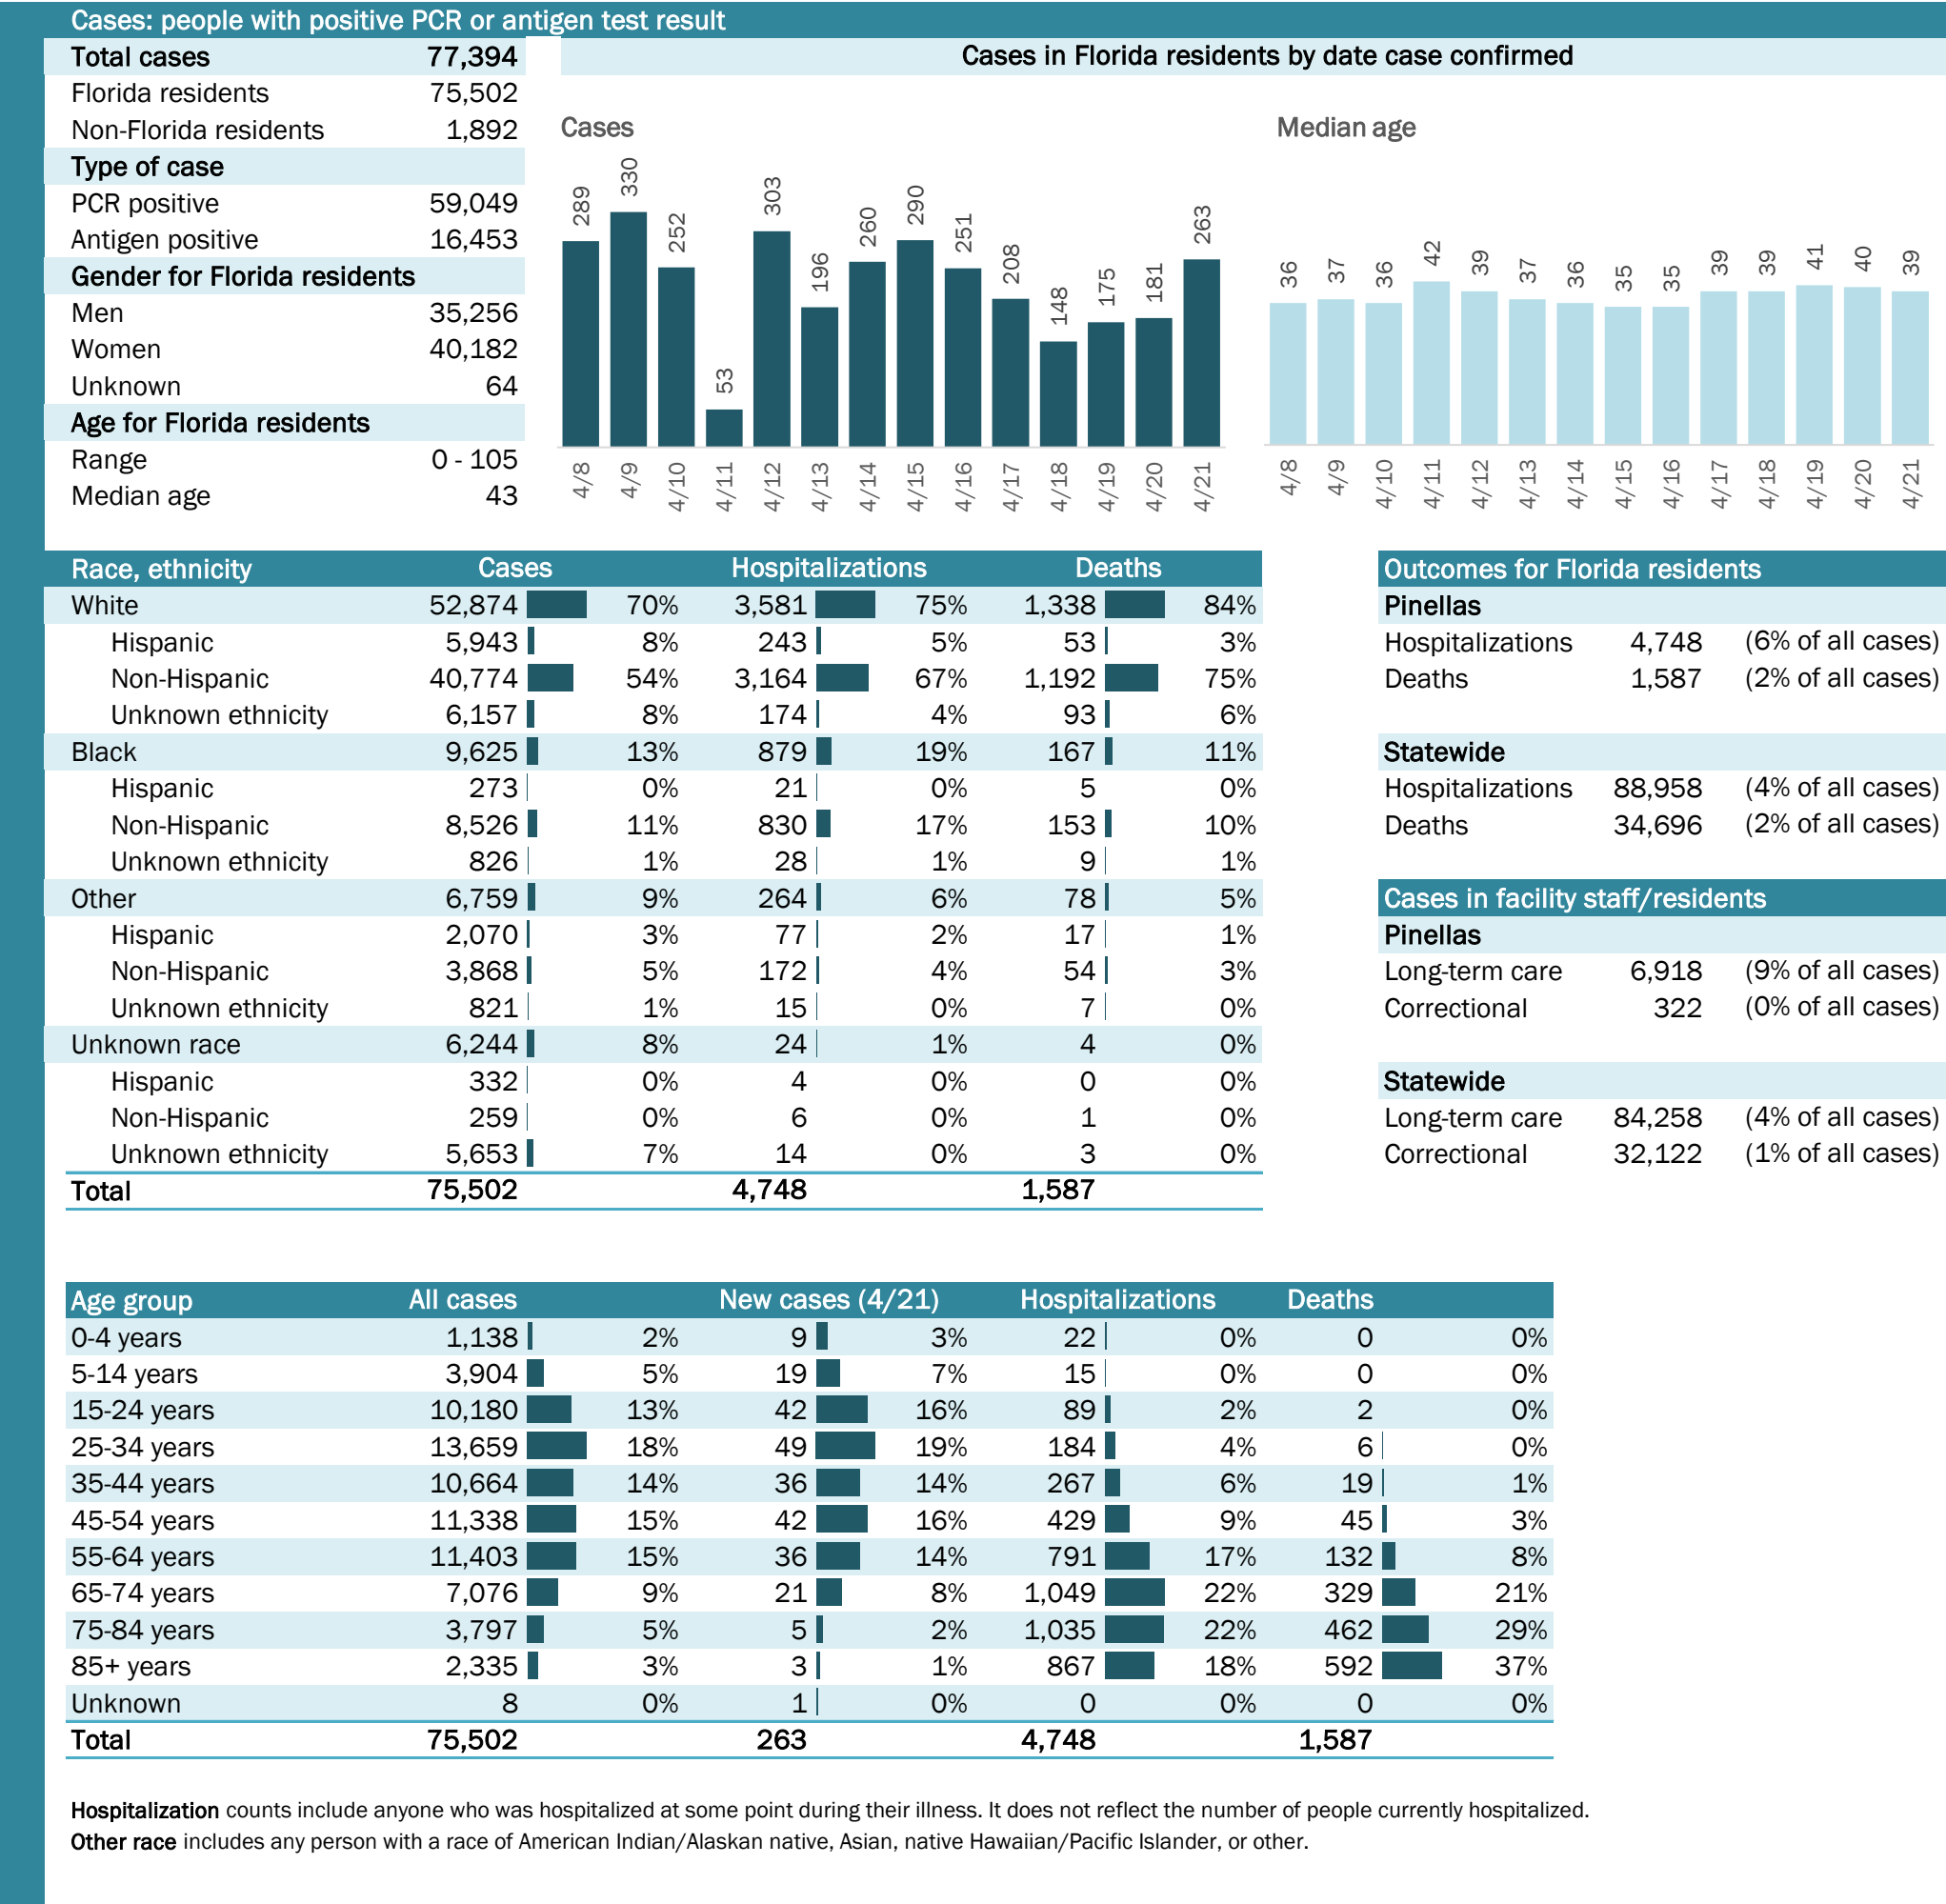 Cases: people with positive PCR or antigen test result
Total cases 77,394
Florida residents 75,502
Non-Florida residents 1,892
Type of case
PCR positive 59,049
Antigen positive 16,453
Gender for Florida residents
Men 35,256
Women 40,182
Unknown 64
Age for Florida residents
Range 0 - 105
Median age 43
Cases in Florida residents by date case confirmed
Cases
289 330 252 53 303 196 260 290 251 208 148 175 181 263
4/8 4/9 4/10 4/11 4/12 4/13 4/14 4/15 4/16 4/17 4/18 4/19 4/20 4/21
Median age
36 37 36 42 39 37 36 35 35 39 39 41 40 39
4/8 4/9 4/10 4/11 4/12 4/13 4/14 4/15 4/16 4/17 4/18 4/19 4/20 4/21
Race, ethnicity Cases Hospitalizations Deaths
White 52,874 70% 3,581 75% 1,338 84%
Hispanic 5,943 8% 243 5% 53 3%
Non-Hispanic 40,774 54% 3,164 67% 1,192 75%
Unknown ethnicity 6,157 8% 174 4% 93 6%
Black 9,625 13% 879 19% 167 11%
Hispanic 273 0% 21 0% 5 0%
Non-Hispanic 8,526 11% 830 17% 153 10%
Unknown ethnicity 826 1% 28 1% 9 1%
Other 6,759 9% 264 6% 78 5%
Hispanic 2,070 3% 77 2% 17 1%
Non-Hispanic 3,868 5% 172 4% 54 3%
Unknown ethnicity 821 1% 15 0% 7 0%
Unknown race 6,244 8% 24 1% 4 0%
Hispanic 332 0% 4 0% 0 0%
Non-Hispanic 259 0% 6 0% 1 0%
Unknown ethnicity 5,653 7% 14 0% 3 0%
Total 75,502 4,748 1,587
Outcomes for Florida residents
Pinellas
Hospitalizations 4,748 (6% of all cases)
Deaths 1,587 (2% of all cases)
Statewide
Hospitalizations 88,958 (4% of all cases)
Deaths 34,696 (2% of all cases)
Cases in facility staff/residents
Pinellas
Long-term care 6,918 (9% of all cases)
Correctional 322 (0% of all cases)
Statewide
Long-term care 84,258 (4% of all cases)
Correctional 32,122 (1% of all cases)
Age group All cases New cases (4/21) Hospitalizations Deaths
0-4 years 1,138 2% 9 3% 22 0% 0 0%
5-14 years 3,904 5% 19 7% 15 0% 0 0%
15-24 years 10,180 13% 42 16% 89 2% 2 0%
25-34 years 13,659 18% 49 19% 184 4% 6 0%
35-44 years 10,664 14% 36 14% 267 6% 19 1%
45-54 years 11,338 15% 42 16% 429 9% 45 3%
55-64 years 11,403 15% 36 14% 791 17% 132 8%
65-74 years 7,076 9% 21 8% 1,049 22% 329 21%
75-84 years 3,797 5% 5 2% 1,035 22% 462 29%
85+ years 2,335 3% 3 1% 867 18% 592 37%
Unknown 8 0% 1 0% 0 0% 0 0%
Total 75,502 263 4,748 1,587
Hospitalization counts include anyone who was hospitalized at some point during their illness. It does not reflect the number of people currently hospitalized.
Other race includes any person with a race of American Indian/Alaskan native, Asian, native Hawaiian/Pacific Islander, or other.